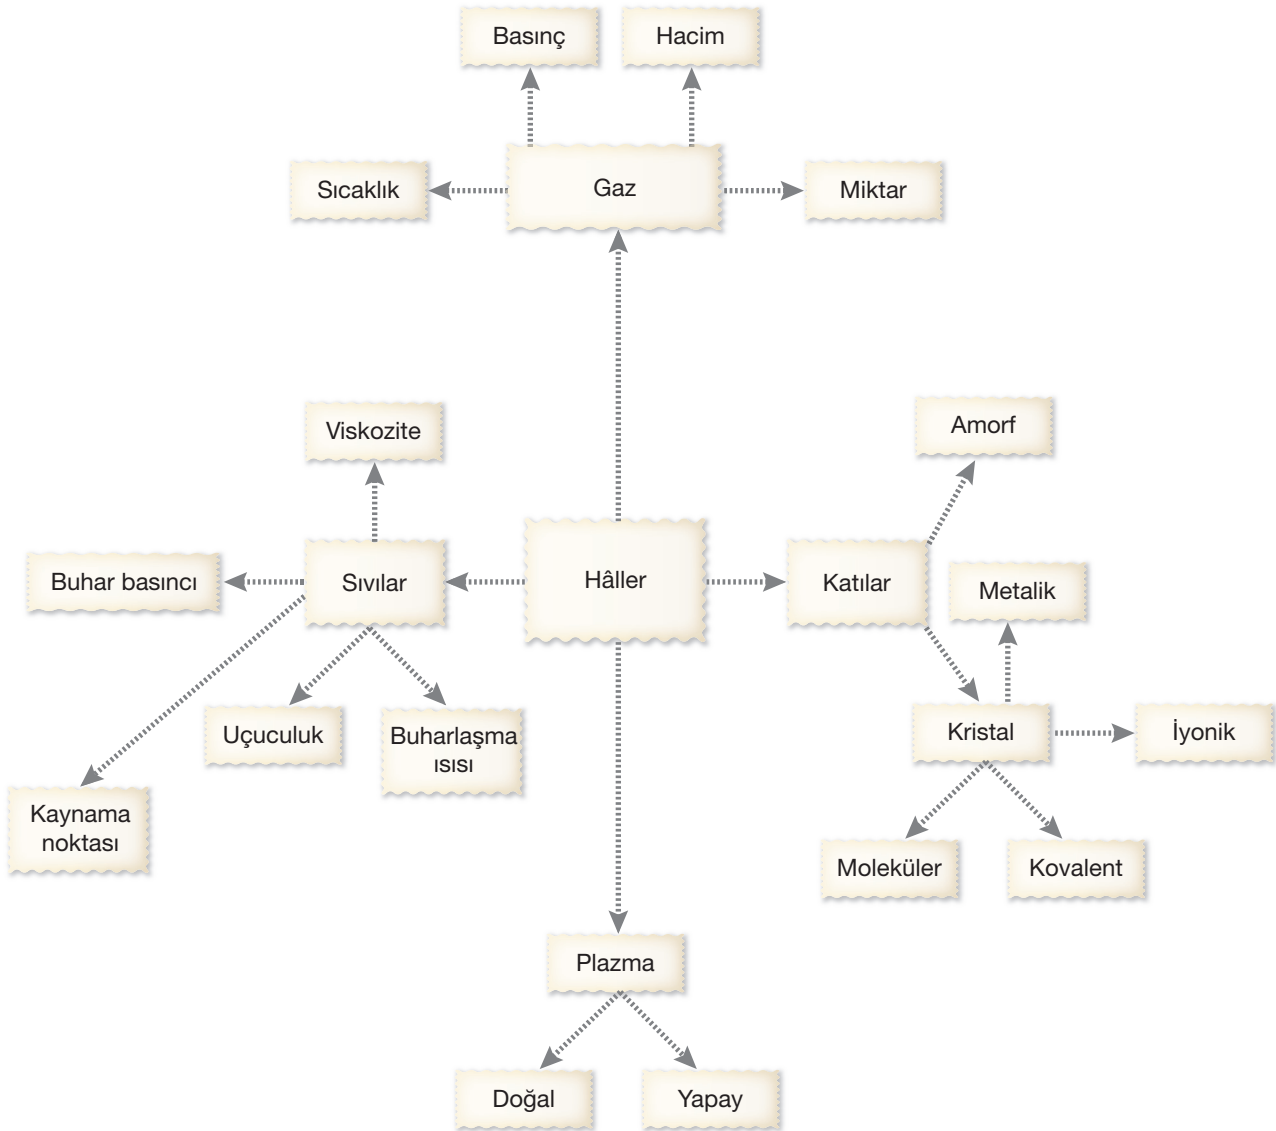 Basınç
Hacim
Sıcaklık
Gaz
Miktar
Viskozite
Amorf
Buhar basıncı
Sıvılar
Hâller
Katılar
Metalik
Uçuculuk
Buharlaşma
ısısı
Kristal
İyonik
Kaynama
noktası
Moleküler
Kovalent
Plazma
Doğal
Yapay